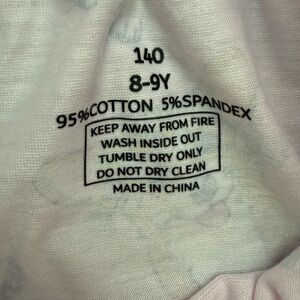 140
8-9Y
95%COTTON 5%SPANDEX
KEEP AWAY FROM FIRE
WASH INSIDE OUT
TUMBLE DRY ONLY
DO NOT DRY CLEAN
MADE IN CHINA